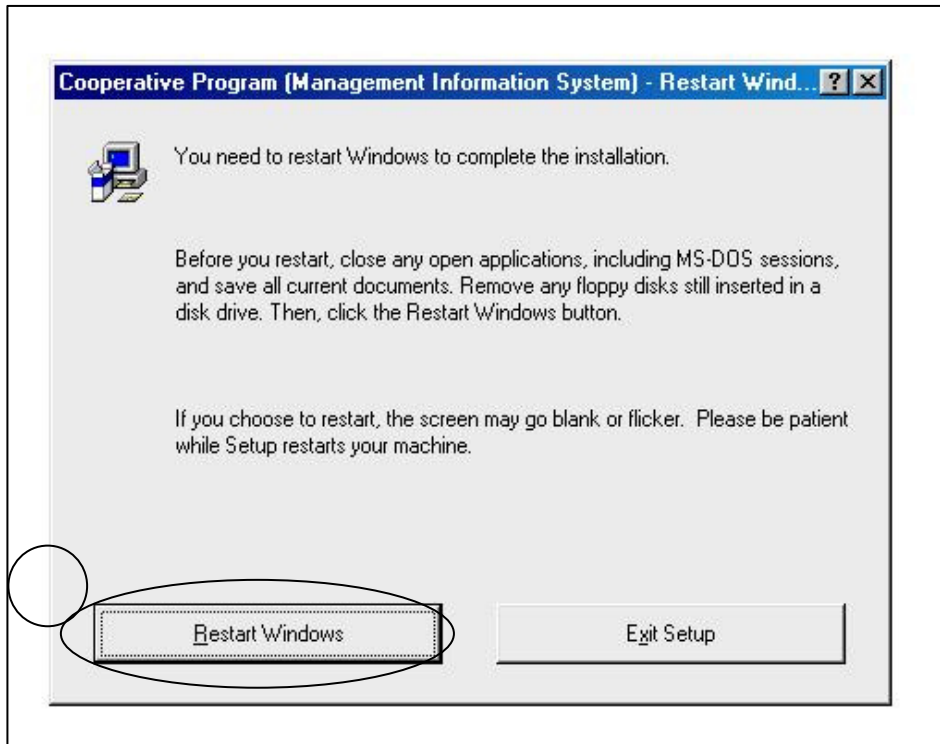 Cooperative Program (Management Information System) - Restart Wind...
You need to restart Windows to complete the installation.
Before you restart, close any open applications, including MS-DOS sessions,
and save all current documents. Remove any floppy disks still inserted in a
disk drive. Then, click the Restart Windows button.
If you choose to restart, the screen may go blank or flicker. Please be patient
while Setup restarts your machine.
Restart Windows
Exit Setup